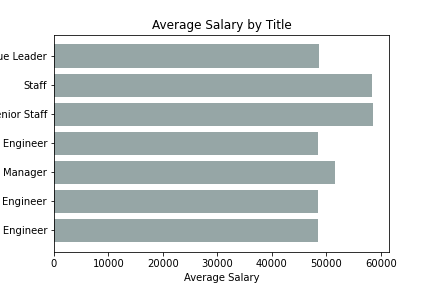 Average Salary by Title
ue Leader
Staff
enior Staff
Engineer
Manager
Engineer
Engineer
0 10000 20000 30000 40000 50000 60000
Average Salary